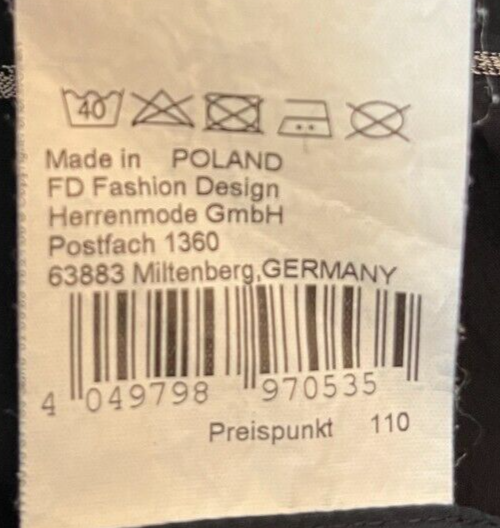 40
Made in POLAND
FD Fashion Design
Herrenmode GmbH
Postfach 1360
63883 Miltenberg,GERMANY
4 049798 970535
Preispunkt 110